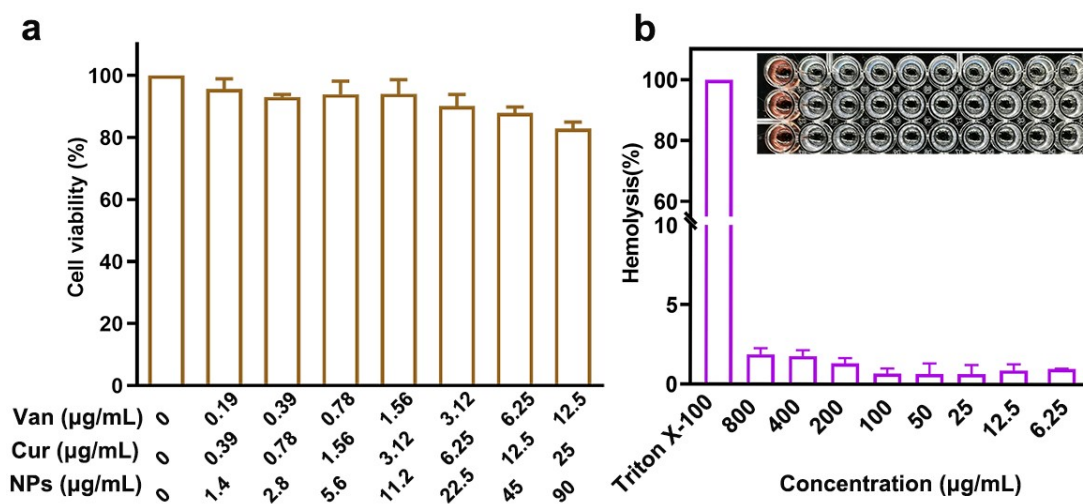 a
Cell viability (%)
100
80
60
40
20
0
Van (μg/mL) 0 0.19 0.39 0.78 1.56 3.12 6.25 12.5
Cur (μg/mL) 0 0.39 0.78 1.56 3.12 6.25 12.5 25
NPs (μg/mL) 0 1.4 2.8 5.6 11.2 22.5 45 90
b
Hemolysis(%)
100
80
60
10
5
0
Triton X-100 800 400 200 100 50 25 12.5 6.25
Concentration (μg/mL)